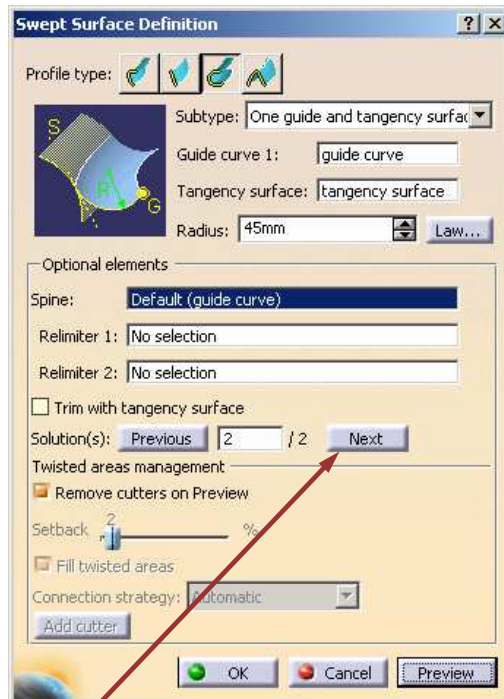 Swept Surface Definition
Profile type:
S
R
G
Subtype: One guide and tangency surfac
Guide curve 1: guide curve
Tangency surface: tangency surface
Radius: 45mm Law...
Optional elements
Spine: Default (guide curve)
Relimiter 1: No selection
Relimiter 2: No selection
Trim with tangency surface
Solution(s): Previous 2 / 2 Next
Twisted areas management
Remove cutters on Preview
2
Setback %
Fill twisted areas
Connection strategy: Automatic
Add cutter
OK Cancel Preview